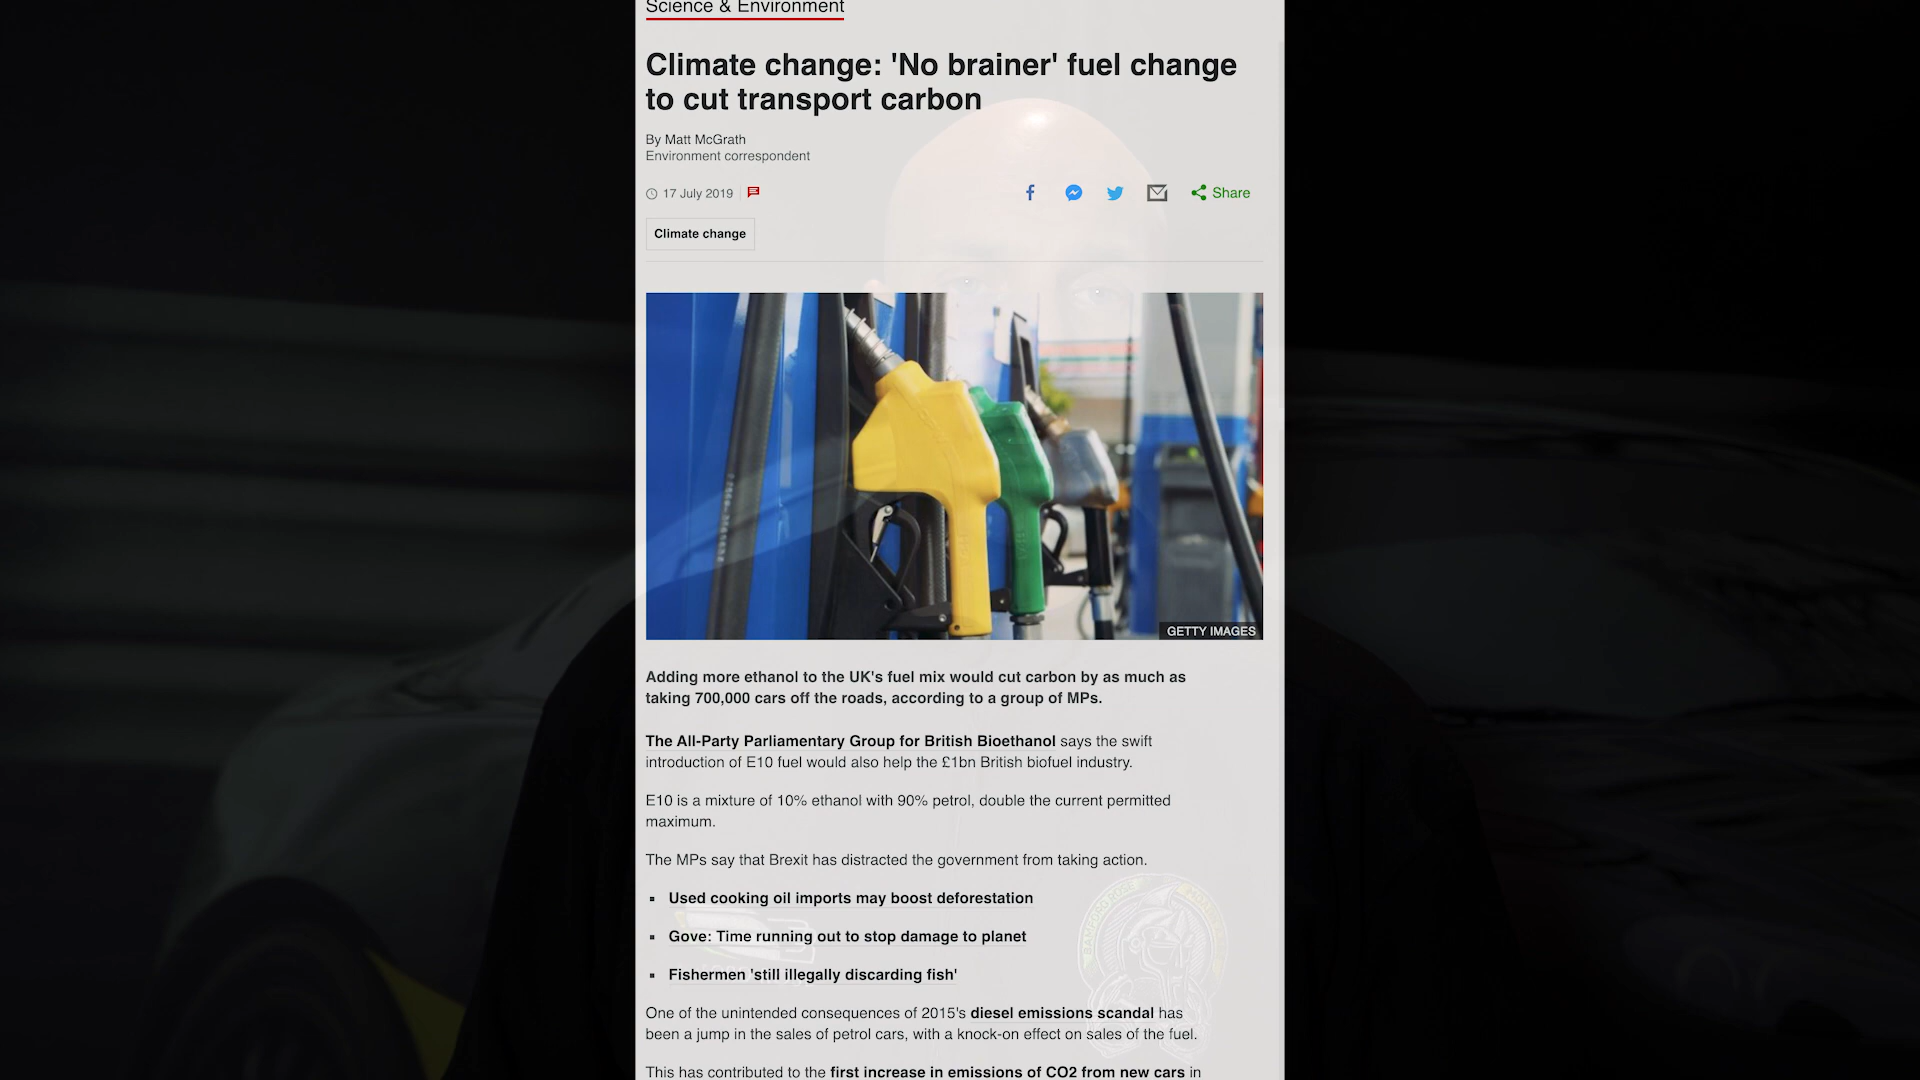 Science & Environment
Climate change: 'No brainer' fuel change
to cut transport carbon
By Matt McGrath
Environment correspondent
17 July 2019
Share
Climate change
GETTY IMAGES
Adding more ethanol to the UK's fuel mix would cut carbon by as much as
taking 700,000 cars off the roads, according to a group of MPs.
The All-Party Parliamentary Group for British Bioethanol says the swift
introduction of E10 fuel would also help the £1bn British biofuel industry.
E10 is a mixture of 10% ethanol with 90% petrol, double the current permitted
maximum.
The MPs say that Brexit has distracted the government from taking action.
Used cooking oil imports may boost deforestation
Gove: Time running out to stop damage to planet
Fishermen 'still illegally discarding fish'
One of the unintended consequences of 2015's diesel emissions scandal has
been a jump in the sales of petrol cars, with a knock-on effect on sales of the fuel.
This has contributed to the first increase in emissions of CO2 from new cars in